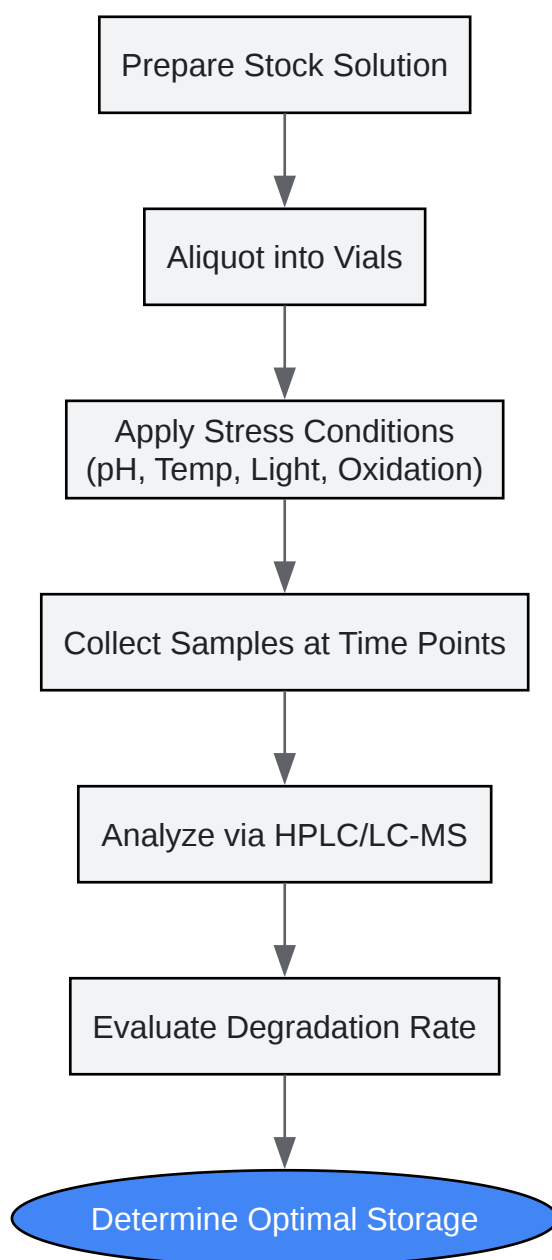 Prepare Stock Solution
Aliquot into Vials
Apply Stress Conditions
(pH, Temp, Light, Oxidation)
Collect Samples at Time Points
Analyze via HPLC/LC-MS
Evaluate Degradation Rate
Determine Optimal Storage